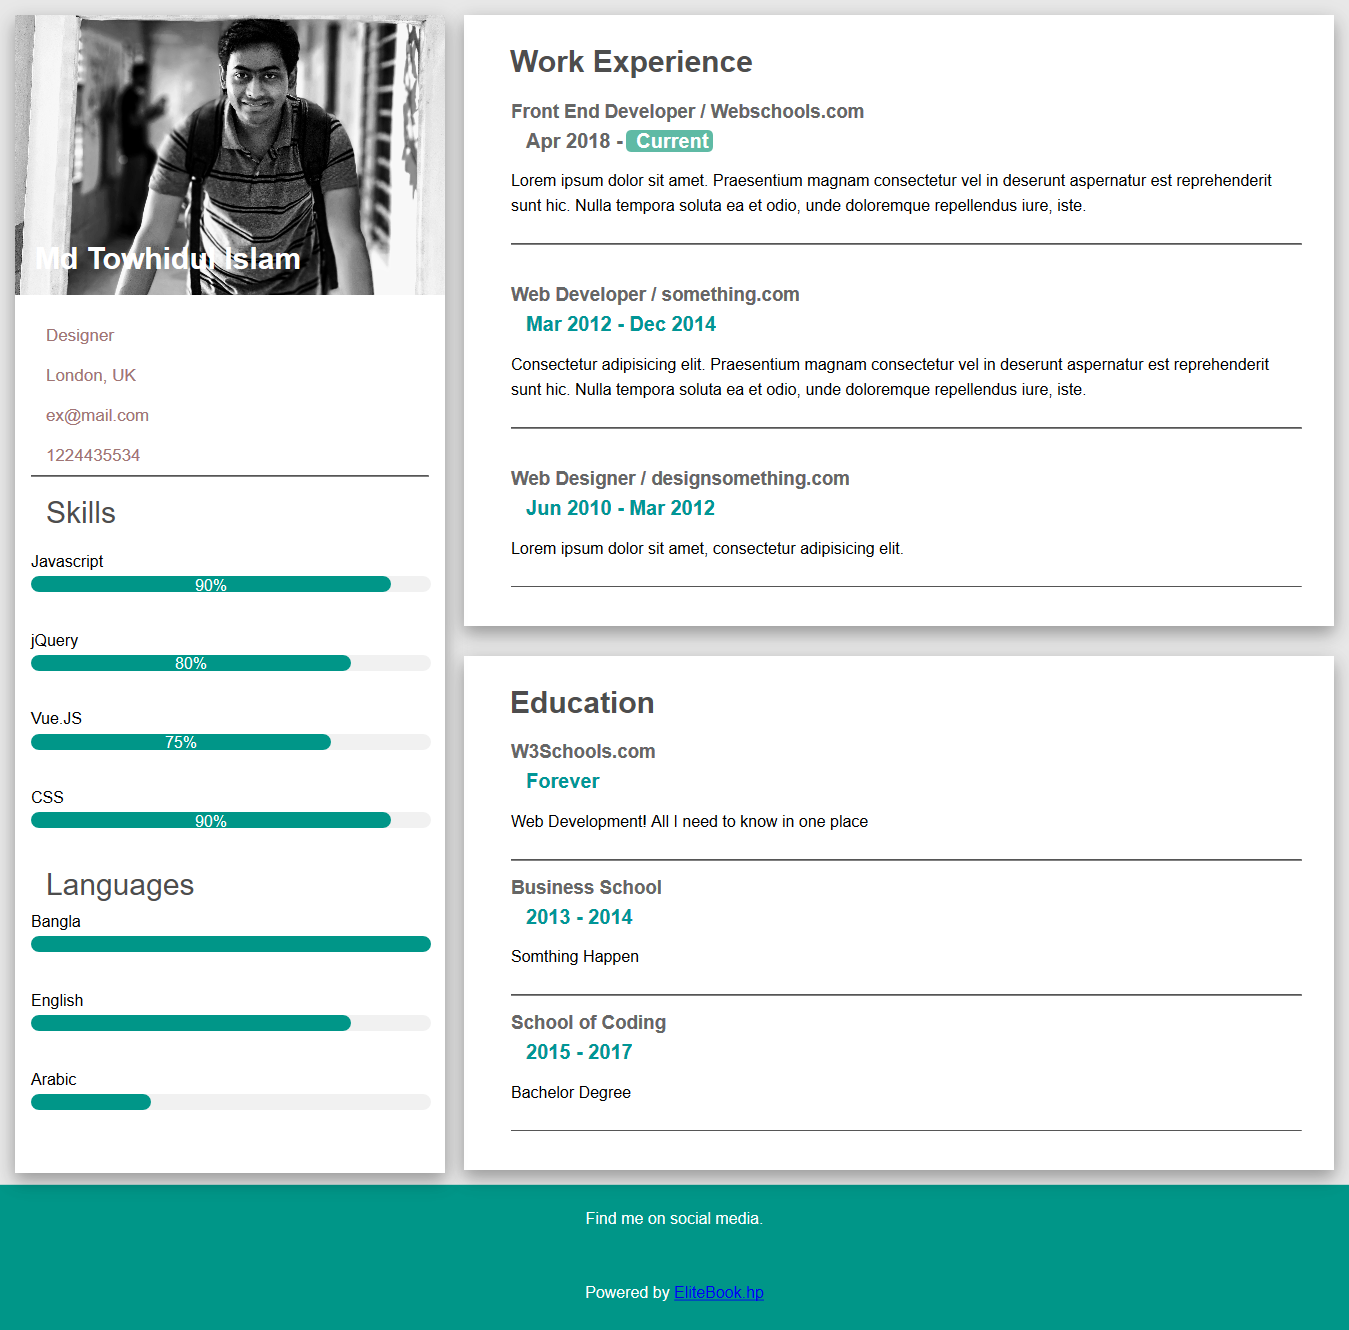 Md Towhidul Islam
Designer
London, UK
ex@mail.com
1224435534
Skills
Javascript
90%
jQuery
80%
Vue.JS
75%
CSS
90%
Languages
Bangla
English
Arabic
Work Experience
Front End Developer / Webschools.com
Apr 2018 - Current
Lorem ipsum dolor sit amet. Praesentium magnam consectetur vel in deserunt aspernatur est reprehenderit
sunt hic. Nulla tempora soluta ea et odio, unde doloremque repellendus iure, iste.
Web Developer / something.com
Mar 2012 - Dec 2014
Consectetur adipisicing elit. Praesentium magnam consectetur vel in deserunt aspernatur est reprehenderit
sunt hic. Nulla tempora soluta ea et odio, unde doloremque repellendus iure, iste.
Web Designer / designsomething.com
Jun 2010 - Mar 2012
Lorem ipsum dolor sit amet, consectetur adipisicing elit.
Education
W3Schools.com
Forever
Web Development! All I need to know in one place
Business School
2013 - 2014
Somthing Happen
School of Coding
2015 - 2017
Bachelor Degree
Find me on social media.
Powered by EliteBook.hp